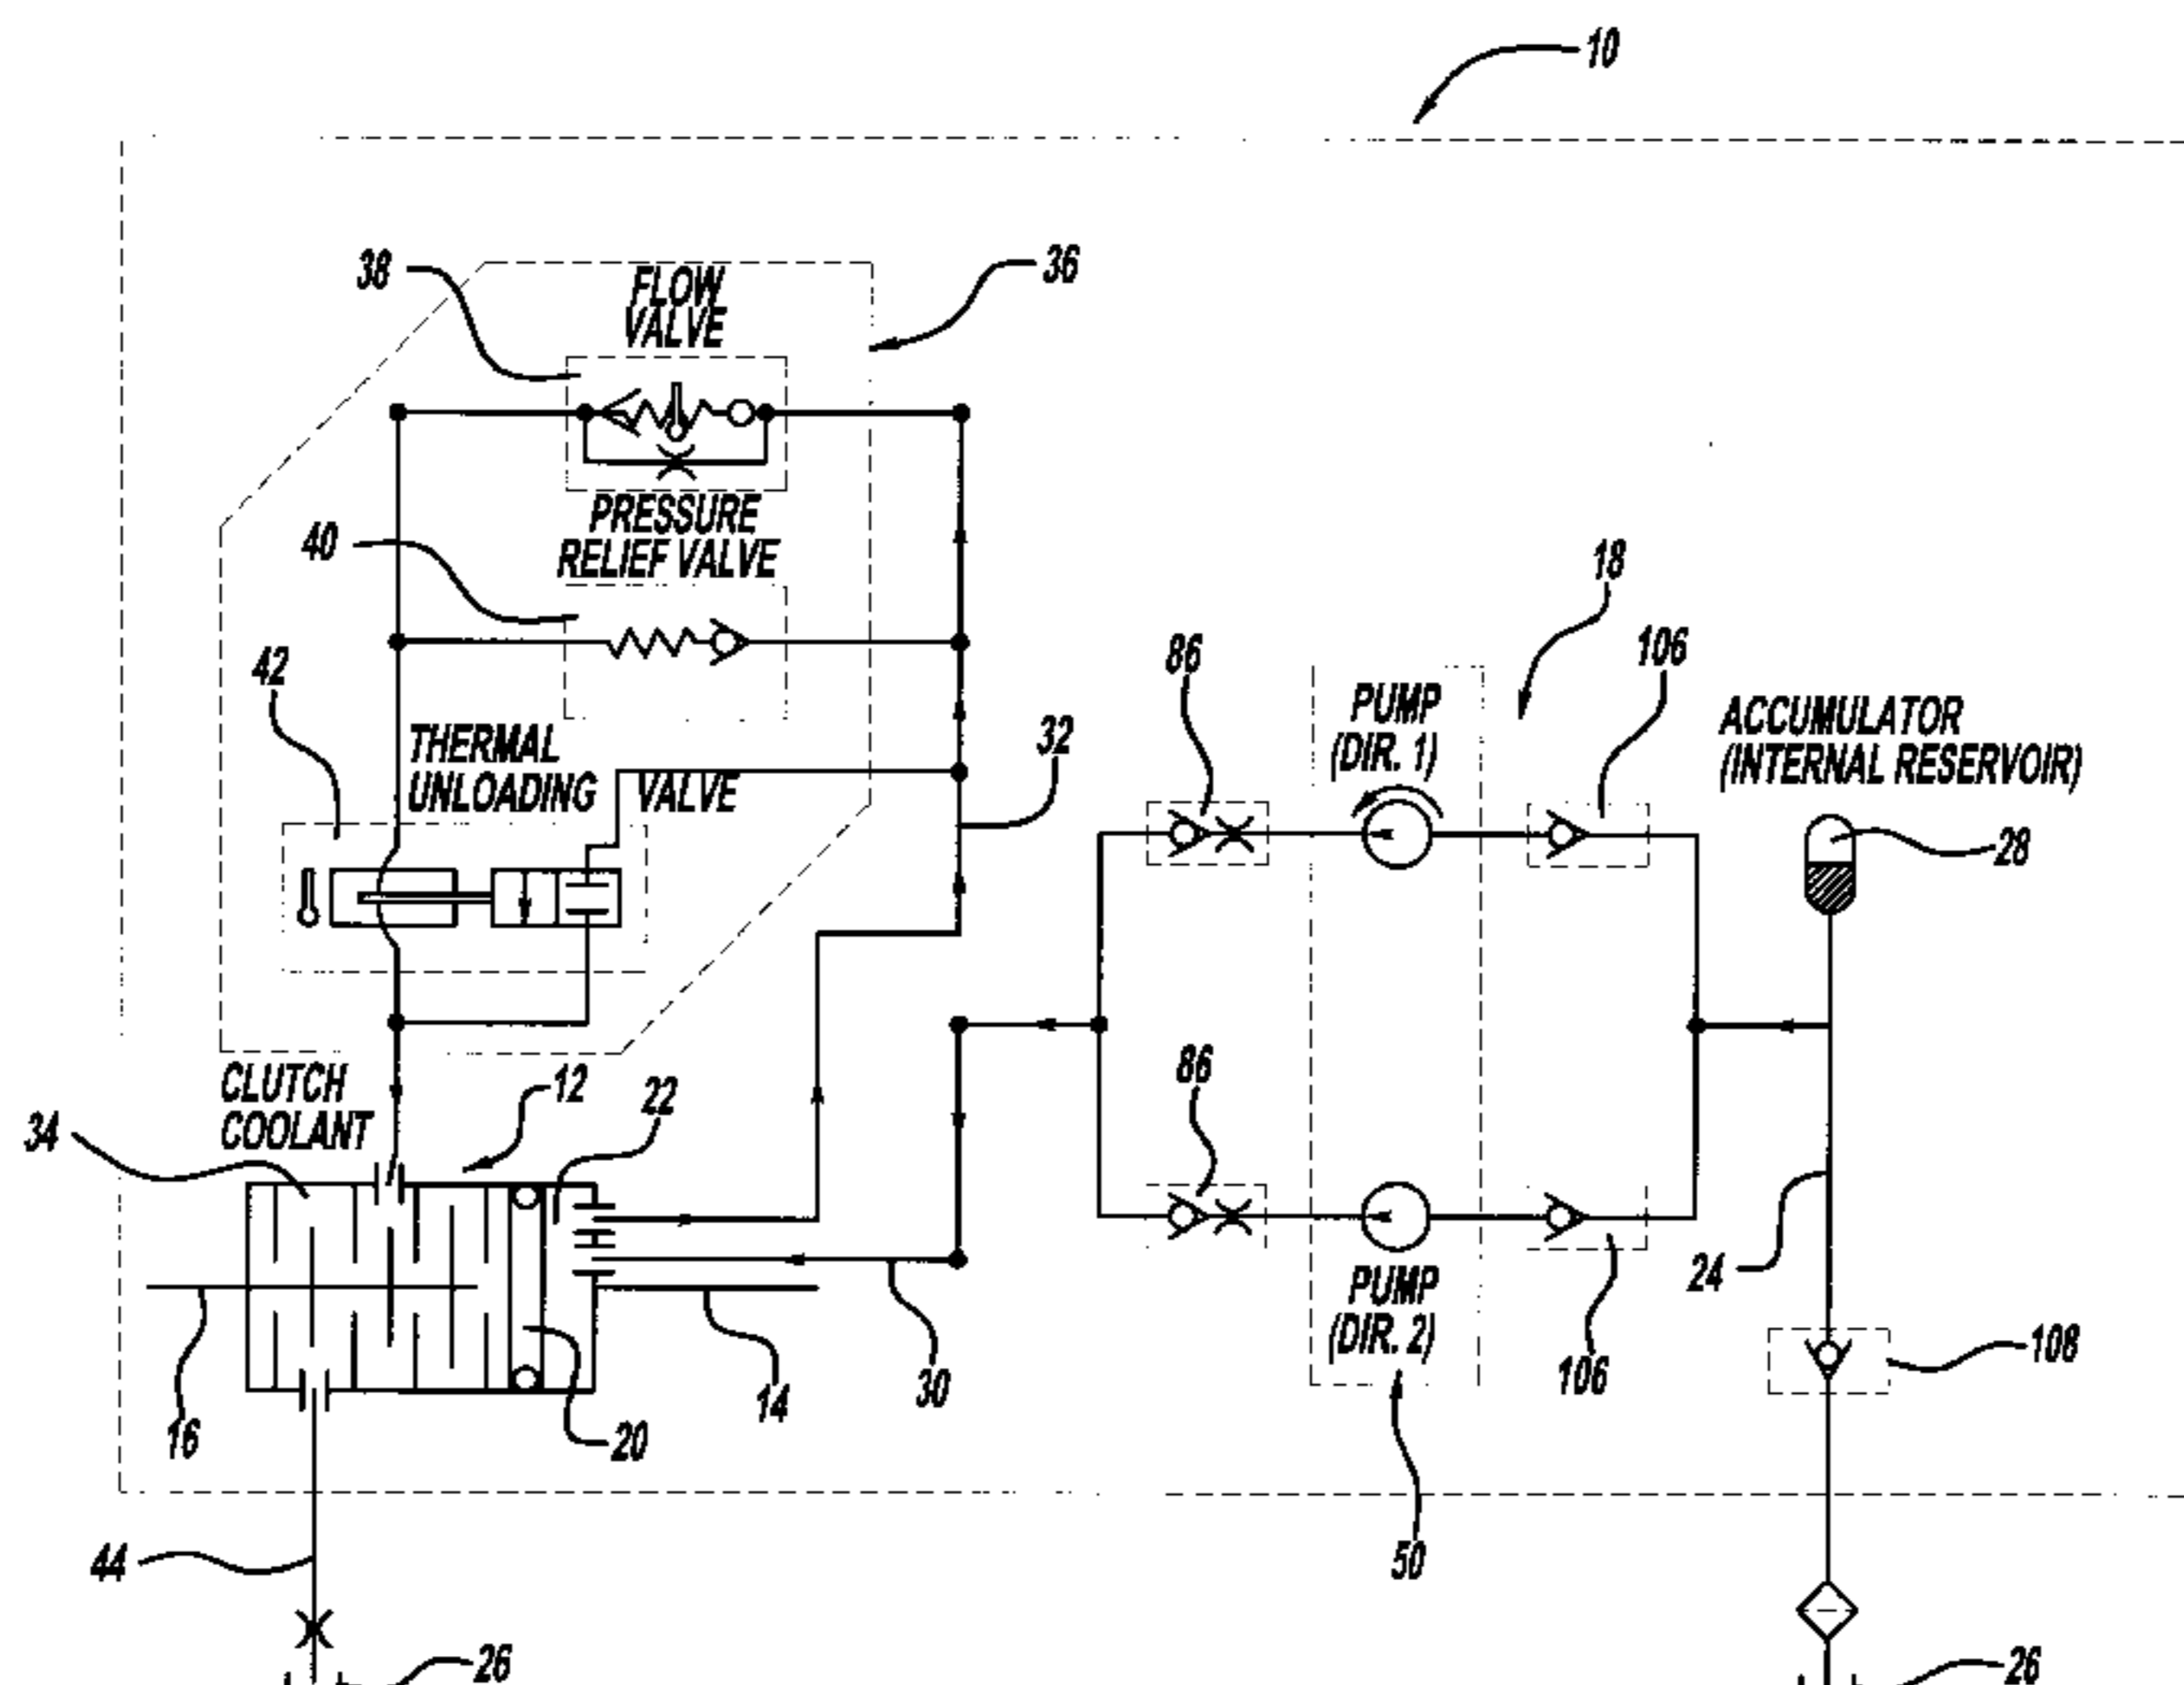 10
38
FLOW
VALVE
36
40
PRESSURE
RELIEF VALVE
18
42
THERMAL
UNLOADING VALVE
32
86
PUMP
(DIR. 1)
106
ACCUMULATOR
(INTERNAL RESERVOIR)
28
CLUTCH
COOLANT
34
12
22
86
24
PUMP
(DIR. 2)
106
108
16
20
14
30
50
44
26
26